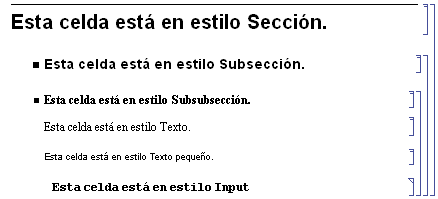 Esta celda está en estilo Sección.
Esta celda está en estilo Subsección.
Esta celda está en estilo Subsubsección.
Esta celda está en estilo Texto.
Esta celda está en estilo Texto pequeño.
Esta celda está en estilo Input